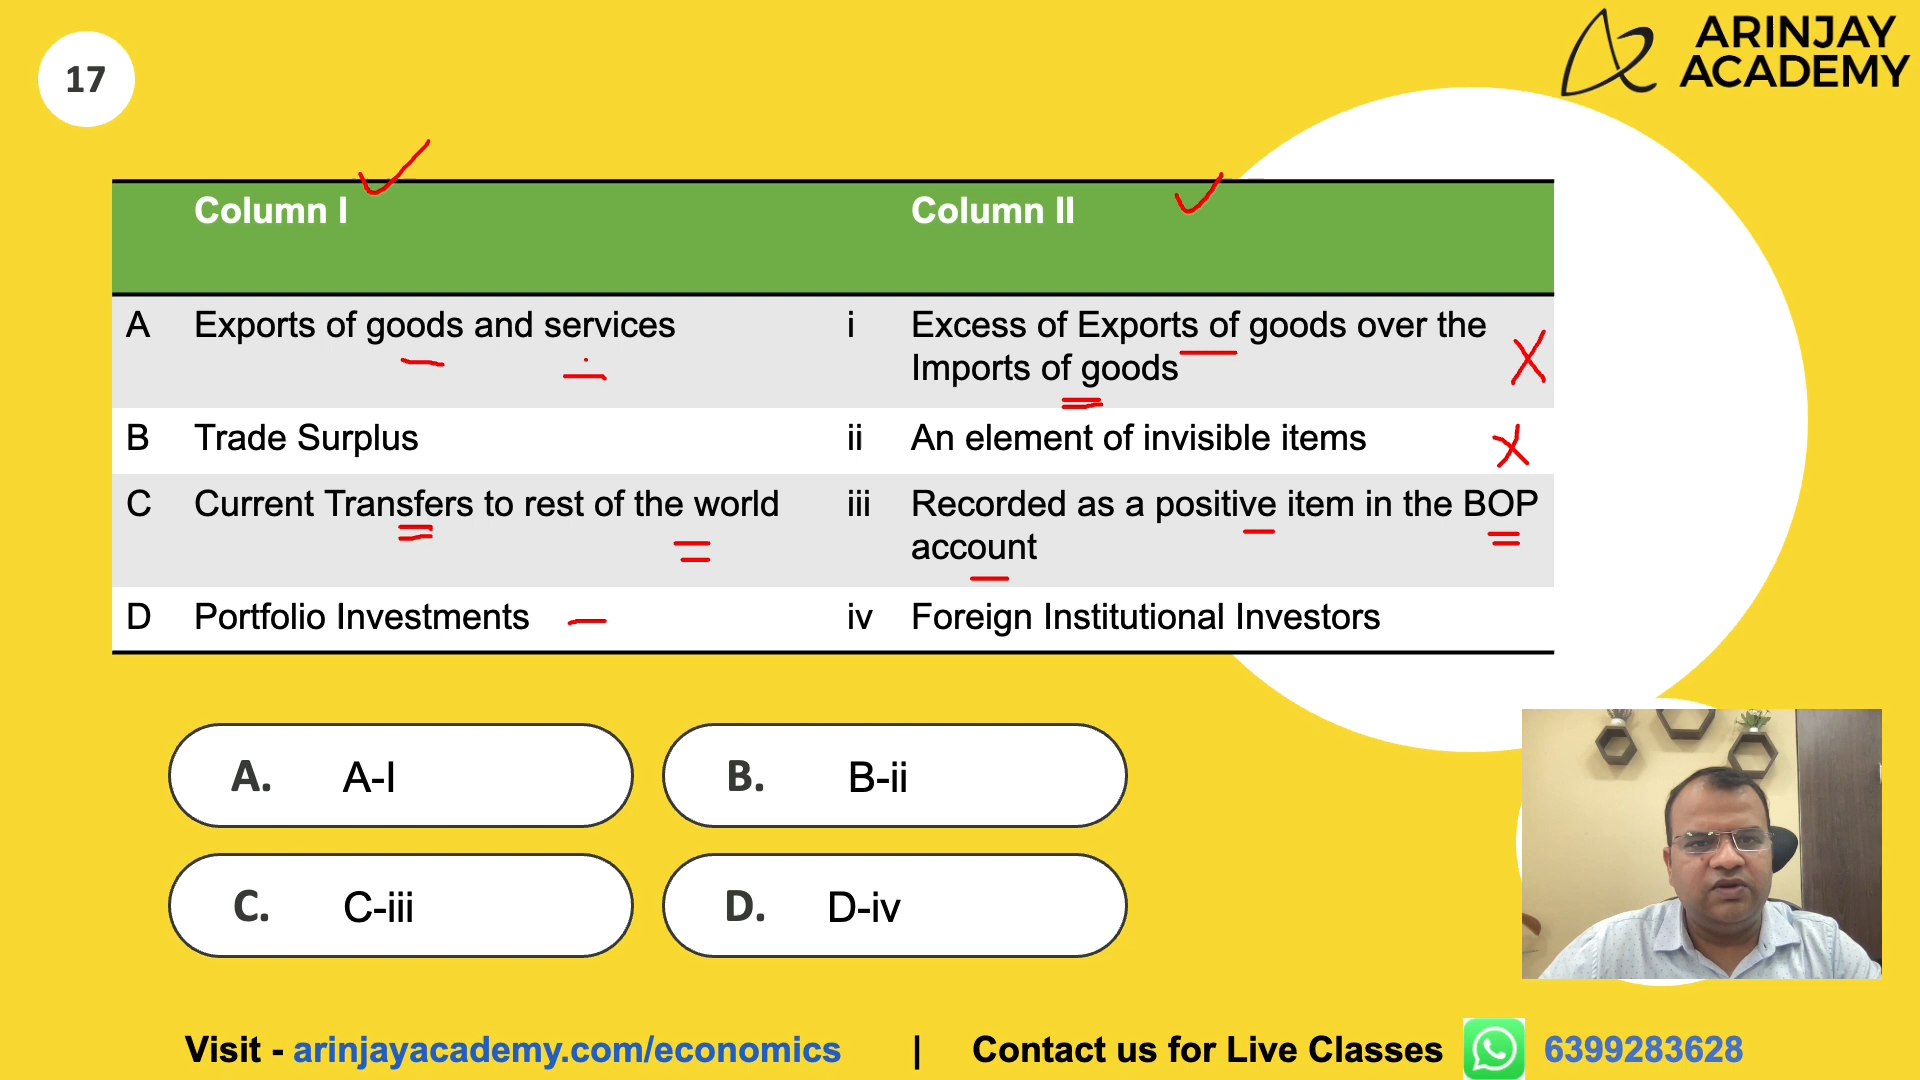 17
ARINJAY
ACADEMY
Column I
Column II
A Exports of goods and services i Excess of Exports of goods over the
Imports of goods
B Trade Surplus ii An element of invisible items
C Current Transfers to rest of the world iii Recorded as a positive item in the BOP
account
D Portfolio Investments iv Foreign Institutional Investors
A. A-I
B. B-ii
C. C-iii
D. D-iv
Visit - arinjayacademy.com/economics | Contact us for Live Classes 6399283628